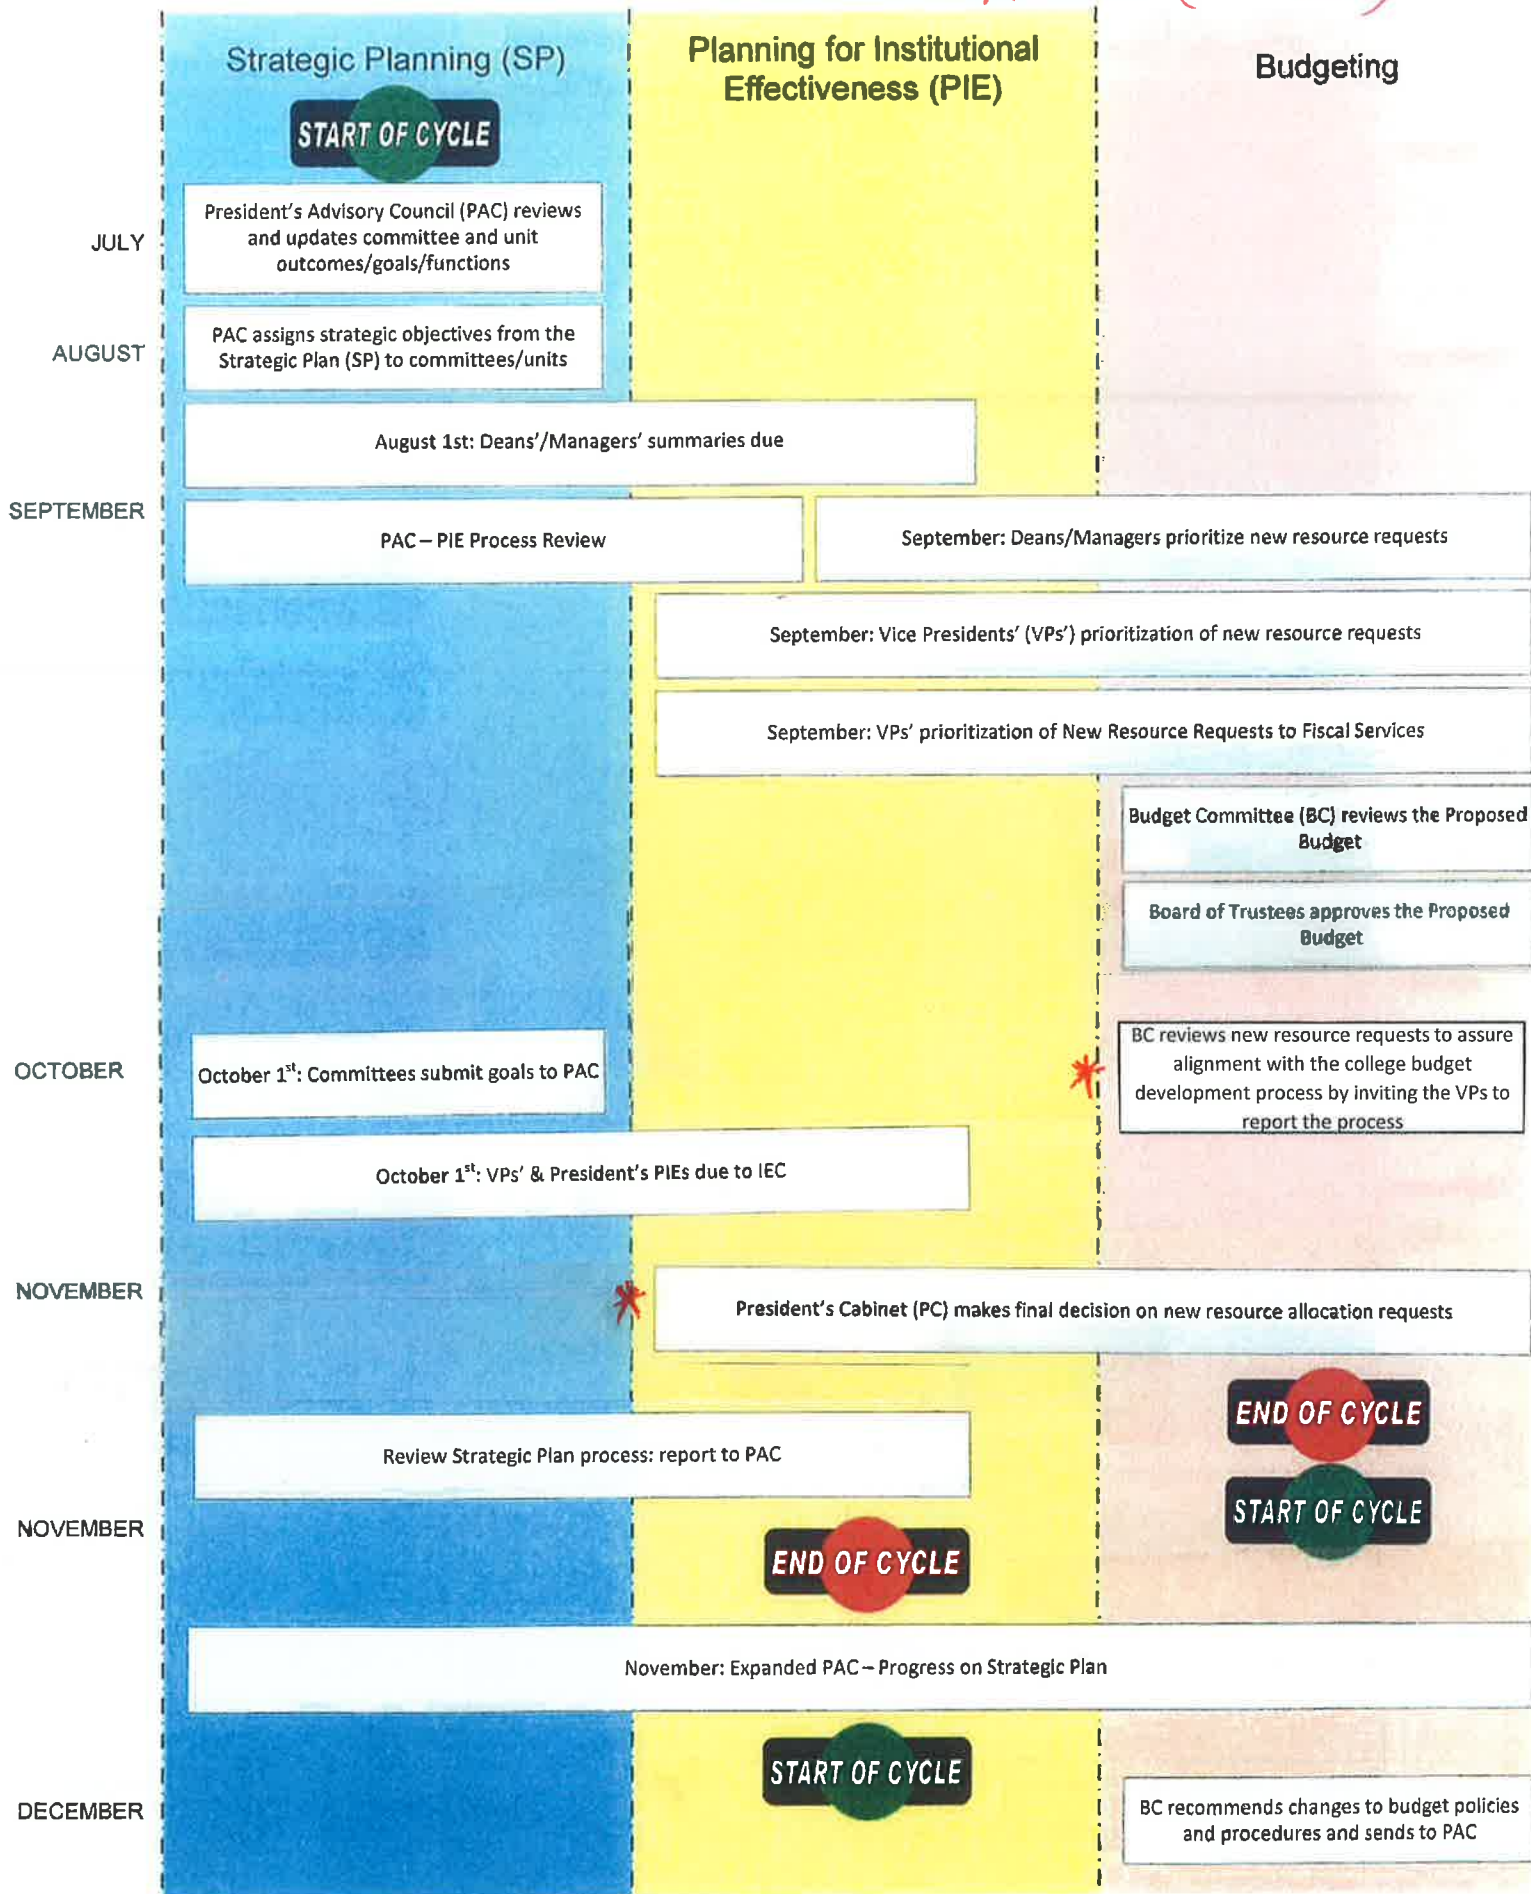 Strategic Planning (SP)
Planning for Institutional
Effectiveness (PIE)
Budgeting
START OF CYCLE
JULY
President's Advisory Council (PAC) reviews
and updates committee and unit
outcomes/goals/functions
AUGUST
PAC assigns strategic objectives from the
Strategic Plan (SP) to committees/units
August 1st: Deans'/Managers' summaries due
SEPTEMBER
PAC – PIE Process Review
September: Deans/Managers prioritize new resource requests
September: Vice Presidents' (VPs') prioritization of new resource requests
September: VPs' prioritization of New Resource Requests to Fiscal Services
Budget Committee (BC) reviews the Proposed
Budget
Board of Trustees approves the Proposed
Budget
OCTOBER
October 1st: Committees submit goals to PAC
BC reviews new resource requests to assure
alignment with the college budget
development process by inviting the VPs to
report the process
October 1st: VPs' & President's PIEs due to IEC
NOVEMBER
President's Cabinet (PC) makes final decision on new resource allocation requests
END OF CYCLE
Review Strategic Plan process: report to PAC
START OF CYCLE
NOVEMBER
END OF CYCLE
November: Expanded PAC – Progress on Strategic Plan
START OF CYCLE
DECEMBER
BC recommends changes to budget policies
and procedures and sends to PAC